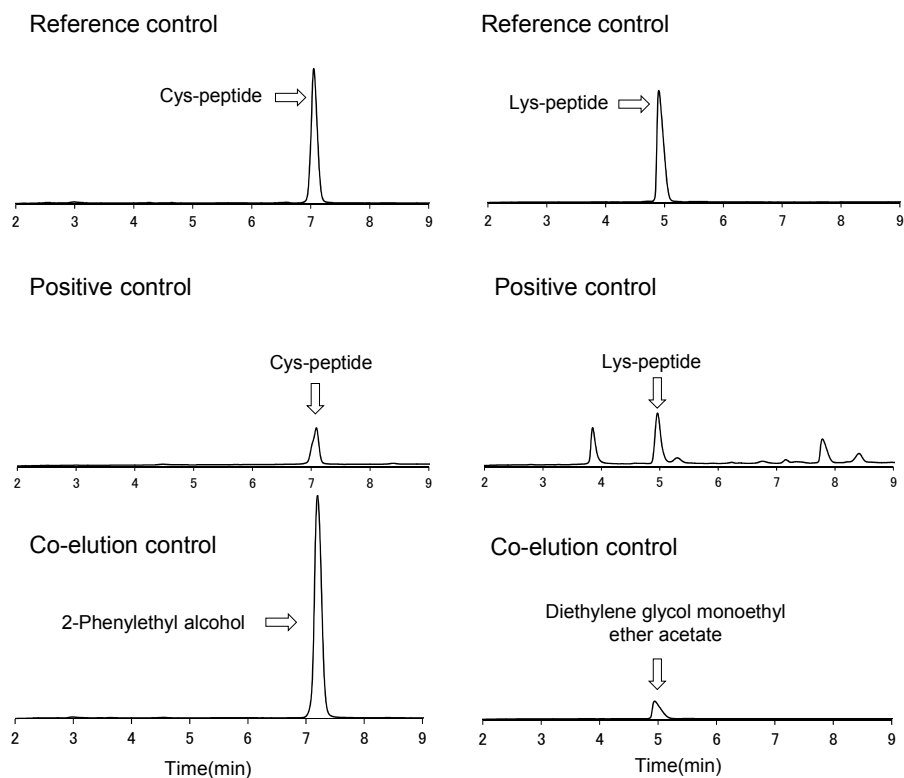 Reference control
Cys-peptide
2 3 4 5 6 7 8 9
Reference control
Lys-peptide
2 3 4 5 6 7 8 9
Positive control
Cys-peptide
2 3 4 5 6 7 8 9
Positive control
Lys-peptide
2 3 4 5 6 7 8 9
Co-elution control
2-Phenylethyl alcohol
2 3 4 5 6 7 8 9
Time(min)
Co-elution control
Diethylene glycol monoethyl
ether acetate
2 3 4 5 6 7 8 9
Time(min)